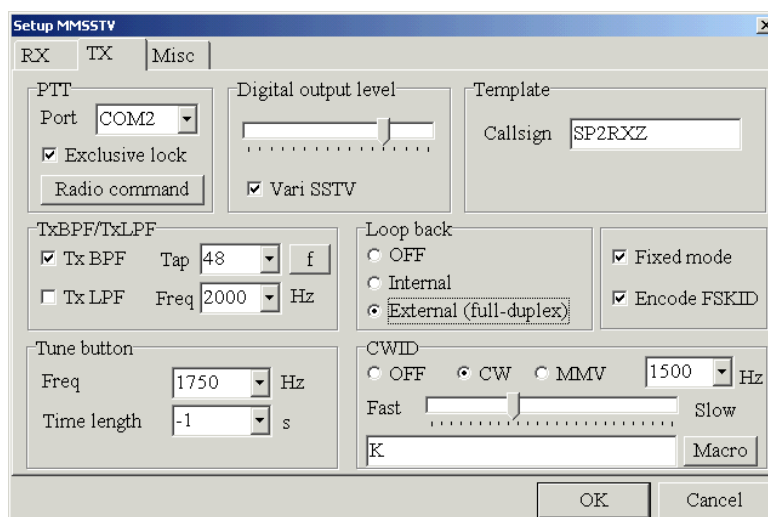 Setup MMSSTV
RX TX Misc
PTT
Port COM2
Exclusive lock
Radio command
Digital output level
Vari SSTV
Template
Callsign SP2RXZ
TxBPF/TxLPF
Tx BPF Tap 48 f
Tx LPF Freq 2000 Hz
Loop back
OFF
Internal
External (full-duplex)
Fixed mode
Encode FSKID
Tune button
Freq 1750 Hz
Time length -1 s
CWID
OFF CW MMV 1500 Hz
Fast Slow
K Macro
OK Cancel